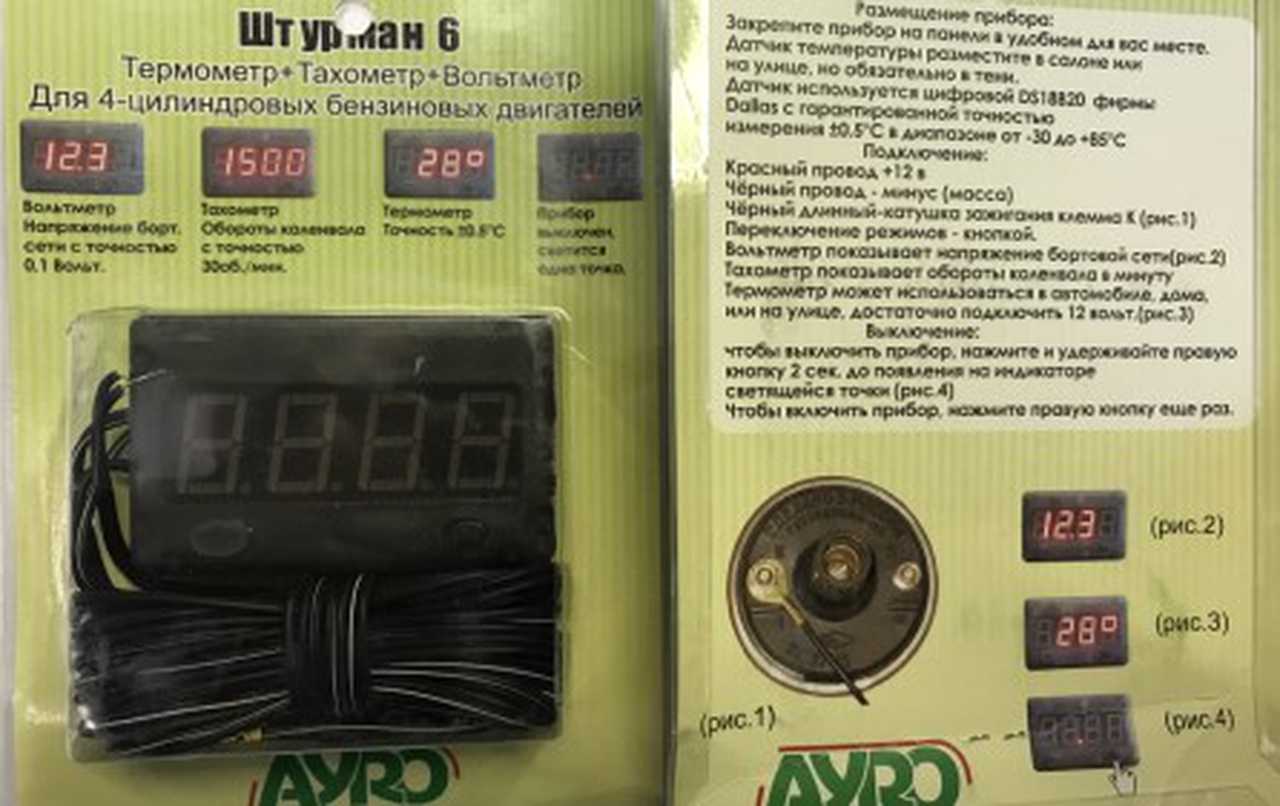 Штурман 6
Термометр+Тахометр+Вольтметр
Для 4-цилиндровых бензиновых двигателей
12.3
1500
28°
Вольтметр
Напряжение борт.
сети с точностью
0,1 Вольт.
Тахометр
Обороты коленвала
с точностью
30об./мин.
Термометр
Точность ±0.5°С
Прибор
выключен,
светится
одна точка.
AYRO
Размещение прибора:
Закрепите прибор на панели в удобном для вас месте.
Датчик температуры разместите в салоне или
на улице, но обязательно в тени.
Датчик используется цифровой DS18B20 фирмы
Dallas с гарантированной точностью
измерения ±0.5°С в диапазоне от -30 до +85°С
Подключение:
Красный провод +12 в
Чёрный провод - минус (масса)
Чёрный длинный-катушка зажигания клемма К (рис.1)
Переключение режимов - кнопкой.
Вольтметр показывает напряжение бортовой сети(рис.2)
Тахометр показывает обороты коленвала в минуту
Термометр может использоваться в автомобиле, дома,
или на улице, достаточно подключить 12 вольт.(рис.3)
Выключение:
чтобы выключить прибор, нажмите и удерживайте правую
кнопку 2 сек. до появления на индикаторе
светящейся точки (рис.4)
Чтобы включить прибор, нажмите правую кнопку еще раз.
12.3
(рис.2)
28°
(рис.3)
(рис.1)
(рис.4)
AYRO